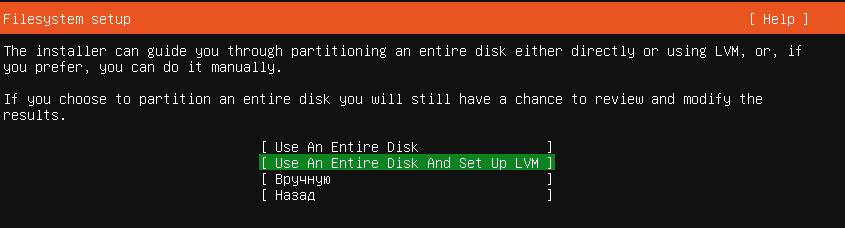 Filesystem setup [ Help ]
The installer can guide you through partitioning an entire disk either directly or using LVM, or, if
you prefer, you can do it manually.
If you choose to partition an entire disk you will still have a chance to review and modify the
results.
[ Use An Entire Disk ]
[ Use An Entire Disk And Set Up LVM ]
[ Вручную ]
[ Назад ]